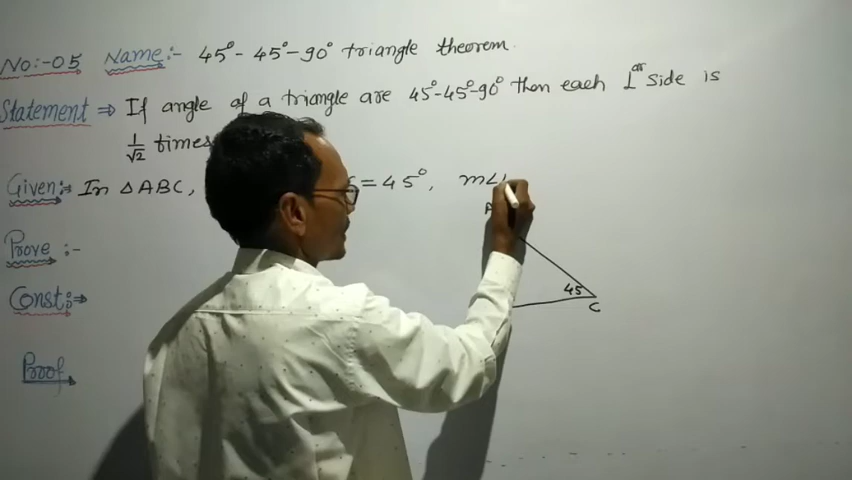 No:-05 Name:- 45°-45°-90° triangle theorem.
Statement ⇒ If angle of a triangle are 45°-45°-90° then each ⊥ar side is
1/√2 times
Given:⇒ In △ABC, = 45°, m∠
Prove :-
45
C
Const:⇒
Proof